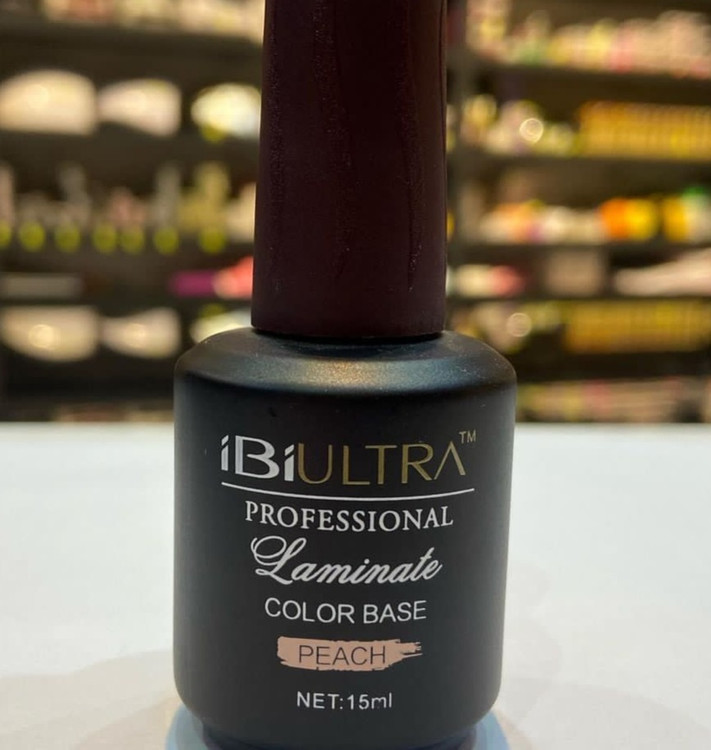 iBiULTRA™
PROFESSIONAL
Laminate
COLOR BASE
PEACH
NET:15ml